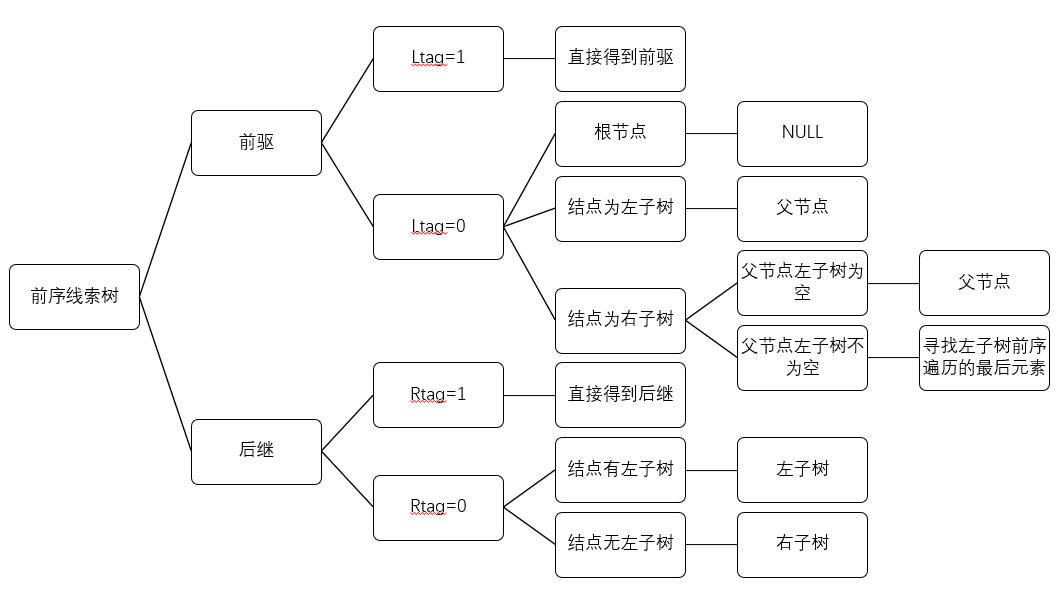 前序线索树
前驱
Ltag=1
直接得到前驱
Ltag=0
根节点
NULL
结点为左子树
父节点
结点为右子树
父节点左子树为
空
父节点
父节点左子树不
为空
寻找左子树前序
遍历的最后元素
后继
Rtag=1
直接得到后继
Rtag=0
结点有左子树
左子树
结点无左子树
右子树